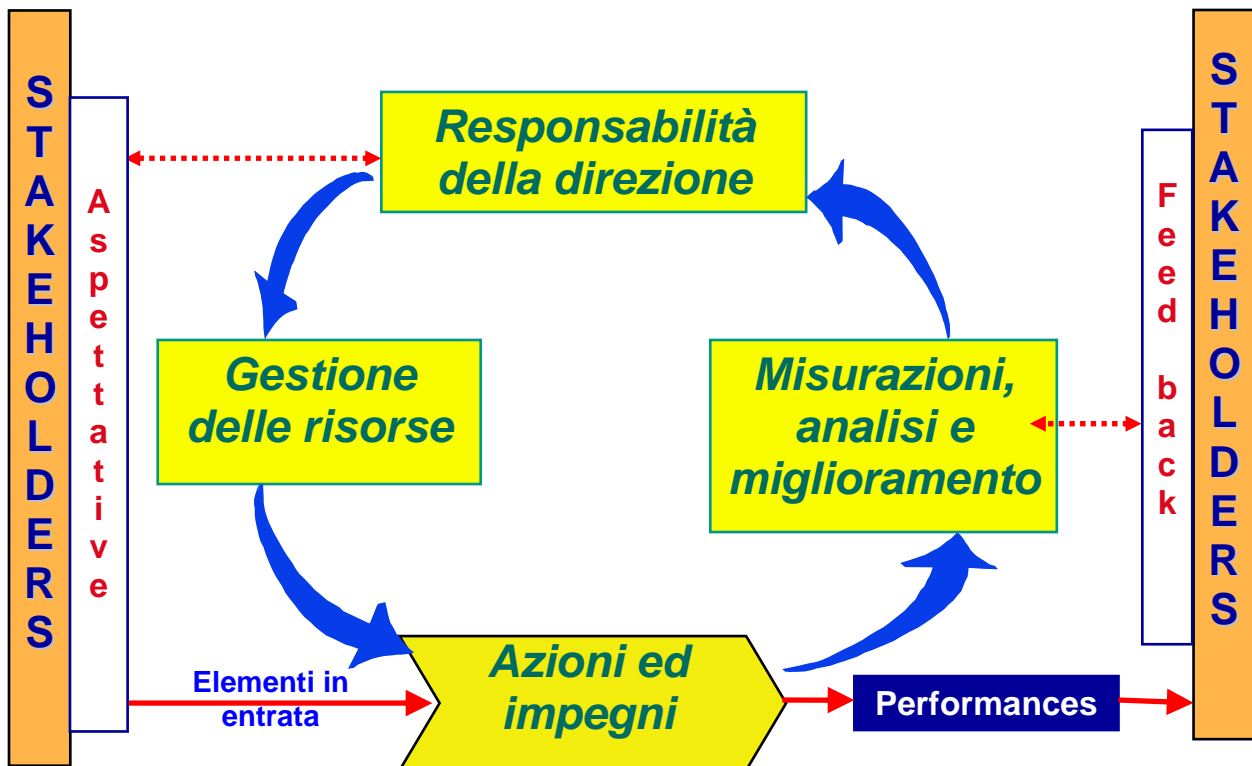 STAKEHOLDERS
Aspettative
Responsabilità
della direzione
Gestione
delle risorse
Misurazioni,
analisi e
miglioramento
Elementi in
entrata
Azioni ed
impegni
Performances
Feed back
STAKEHOLDERS